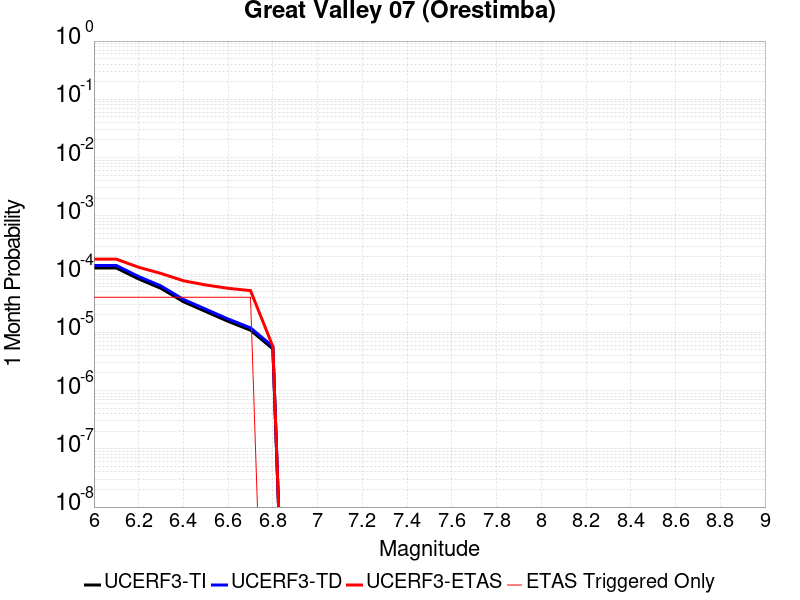 Great Valley 07 (Orestimba)
10^0
10^-1
10^-2
10^-3
10^-4
10^-5
10^-6
10^-7
10^-8
1 Month Probability
6 6.2 6.4 6.6 6.8 7 7.2 7.4 7.6 7.8 8 8.2 8.4 8.6 8.8 9
Magnitude
UCERF3-TI UCERF3-TD UCERF3-ETAS ETAS Triggered Only